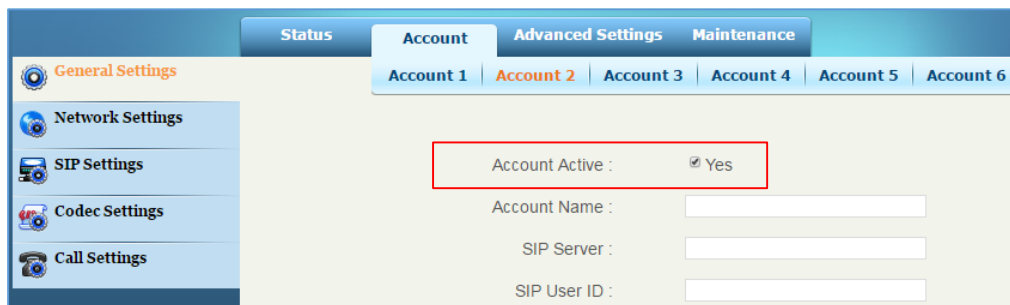 Status Account Advanced Settings Maintenance
General Settings
Account 1 Account 2 Account 3 Account 4 Account 5 Account 6
Network Settings
SIP Settings
Codec Settings
Call Settings
Account Active : Yes
Account Name :
SIP Server :
SIP User ID :